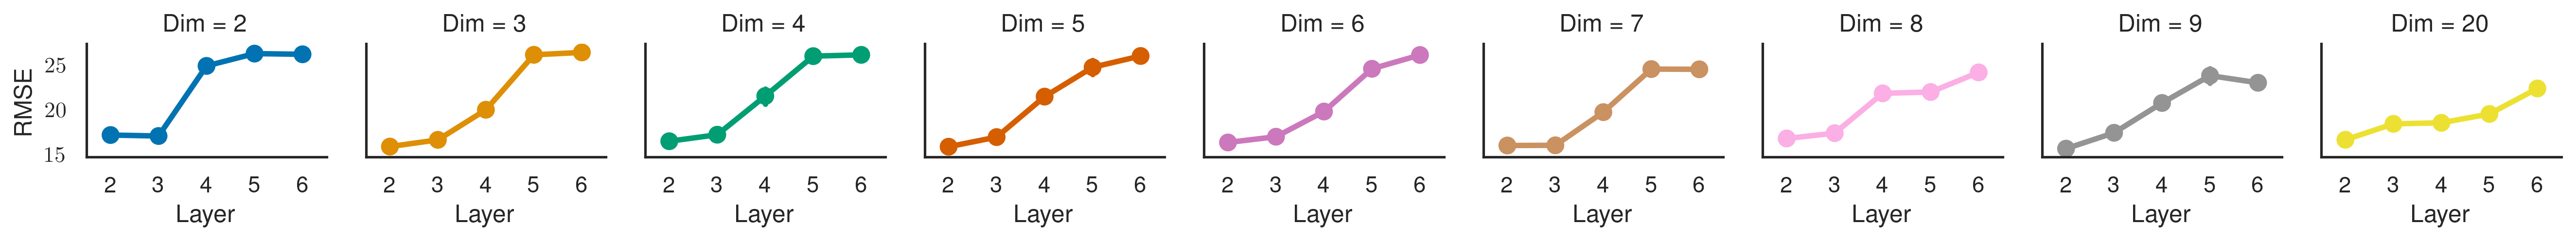 Dim = 2 Dim = 3 Dim = 4 Dim = 5 Dim = 6 Dim = 7 Dim = 8 Dim = 9 Dim = 20
RMSE
25
20
15
2 3 4 5 6 2 3 4 5 6 2 3 4 5 6 2 3 4 5 6 2 3 4 5 6 2 3 4 5 6 2 3 4 5 6 2 3 4 5 6 2 3 4 5 6
Layer Layer Layer Layer Layer Layer Layer Layer Layer